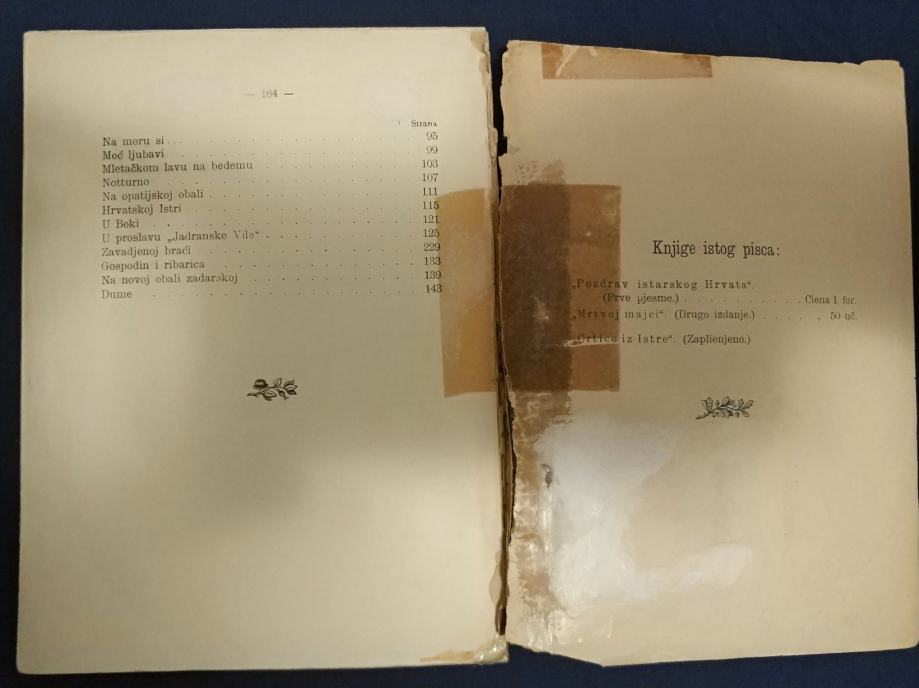 — 164 —
Strana
Na moru si . . . . . . . . . . . . . . . . . . . 95
Moć ljubavi . . . . . . . . . . . . . . . . . . . 99
Mletačkom lavu na bedemu . . . . . . . . . . . . . 103
Notturno . . . . . . . . . . . . . . . . . . . . 107
Na opatijskoj obali . . . . . . . . . . . . . . . . 111
Hrvatskoj Istri . . . . . . . . . . . . . . . . . . 115
U Boki . . . . . . . . . . . . . . . . . . . . . 121
U proslavu „Jadranske Vile“ . . . . . . . . . . . . . 125
Zavadjenoj braći . . . . . . . . . . . . . . . . . 229
Gospodin i ribarica . . . . . . . . . . . . . . . . 133
Na novoj obali zadarskoj . . . . . . . . . . . . . . 139
Dume . . . . . . . . . . . . . . . . . . . . . 143
Knjige istog pisca:
„Pozdrav istarskog Hrvata“.
(Prve pjesme.) . . . . . . . . . . . Ciena 1 for.
„Mrtvoj majci“. (Drugo izdanje.) . . . . . „ 50 nč.
„Crtice iz Istre“. (Zaplienjeno.)